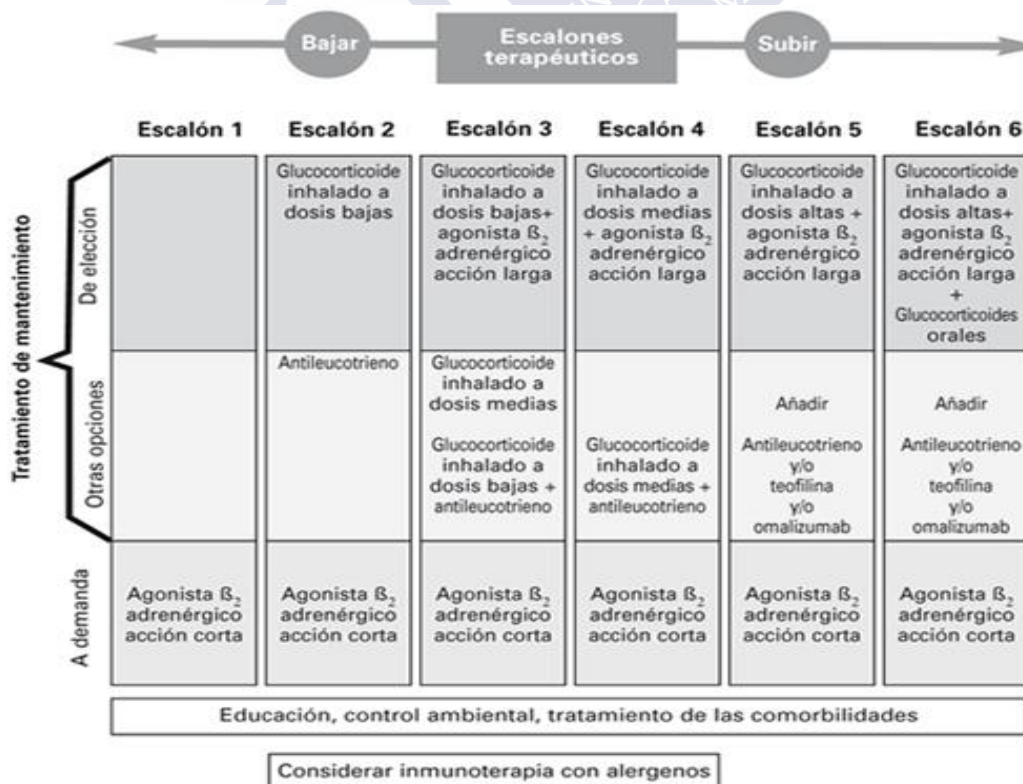 Bajar
Escalones
terapéuticos
Subir
Escalón 1
Escalón 2
Escalón 3
Escalón 4
Escalón 5
Escalón 6
Tratamiento de mantenimiento
De elección
Glucocorticoide
inhalado a
dosis bajas
Glucocorticoide
inhalado a
dosis bajas+
agonista ß₂
adrenérgico
acción larga
Glucocorticoide
inhalado a
dosis medias
+ agonista ß₂
adrenérgico
acción larga
Glucocorticoide
inhalado a
dosis altas +
agonista ß₂
adrenérgico
acción larga
Glucocorticoide
inhalado a
dosis altas+
agonista ß₂
adrenérgico
acción larga
+
Glucocorticoides
orales
Otras opciones
Antileucotrieno
Glucocorticoide
inhalado a
dosis medias
Glucocorticoide
inhalado a
dosis bajas +
antileucotrieno
Glucocorticoide
inhalado a
dosis medias +
antileucotrieno
Añadir
Antileucotrieno
y/o
teofilina
y/o
omalizumab
Añadir
Antileucotrieno
y/o
teofilina
y/o
omalizumab
A demanda
Agonista ß₂
adrenérgico
acción corta
Agonista ß₂
adrenérgico
acción corta
Agonista ß₂
adrenérgico
acción corta
Agonista ß₂
adrenérgico
acción corta
Agonista ß₂
adrenérgico
acción corta
Agonista ß₂
adrenérgico
acción corta
Educación, control ambiental, tratamiento de las comorbilidades
Considerar inmunoterapia con alergenos